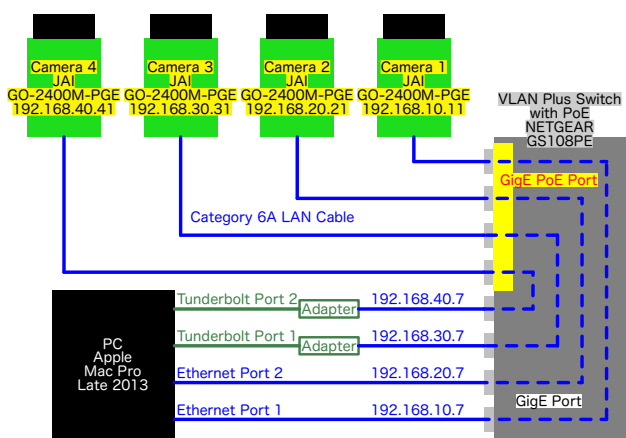 Camera 4
JAI
GO-2400M-PGE
192.168.40.41
Camera 3
JAI
GO-2400M-PGE
192.168.30.31
Camera 2
JAI
GO-2400M-PGE
192.168.20.21
Camera 1
JAI
GO-2400M-PGE
192.168.10.11
VLAN Plus Switch
with PoE
NETGEAR
GS108PE
GigE PoE Port
Category 6A LAN Cable
Tunderbolt Port 2
Adapter
192.168.40.7
Tunderbolt Port 1
Adapter
192.168.30.7
PC
Apple
Mac Pro
Late 2013
Ethernet Port 2
192.168.20.7
Ethernet Port 1
192.168.10.7
GigE Port